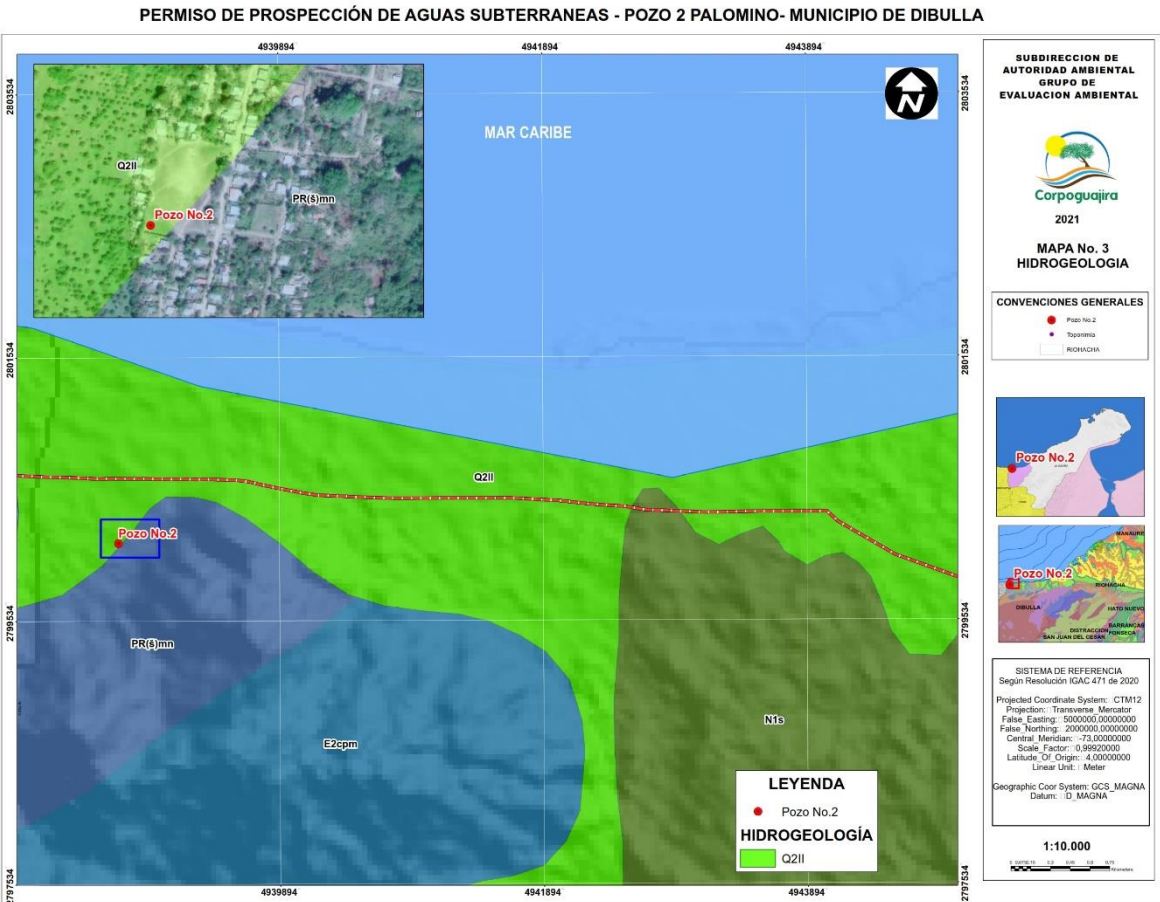 PERMISO DE PROSPECCIÓN DE AGUAS SUBTERRANEAS - POZO 2 PALOMINO- MUNICIPIO DE DIBULLA
4939894
4941894
4943894
2803534
2803534
MAR CARIBE
N
Q2II
PR(š)mn
Pozo No.2
2801534
2801534
Q2II
Pozo No.2
2799534
2799534
PR(š)mn
E2cpm
N1s
LEYENDA
Pozo No.2
HIDROGEOLOGÍA
Q2II
2797534
2797534
4939894
4941894
4943894
SUBDIRECCION DE
AUTORIDAD AMBIENTAL
GRUPO DE
EVALUACION AMBIENTAL
Corpoguajira
2021
MAPA No. 3
HIDROGEOLOGIA
CONVENCIONES GENERALES
Pozo No.2
Toponimia
RIOHACHA
Pozo No.2
MANAURE
Pozo No.2
RIOHACHA
DIBULLA
HATO NUEVO
BARRANCAS
DISTRACCION
FONSECA
SAN JUAN DEL CESAR
SISTEMA DE REFERENCIA
Según Resolución IGAC 471 de 2020
Projected Coordinate System: CTM12
Projection: Transverse_Mercator
False_Easting: 5000000,00000000
False_Northing: 2000000,00000000
Central_Meridian: -73,00000000
Scale_Factor: 0,99920000
Latitude_Of_Origin: 4,00000000
Linear Unit: Meter
Geographic Coor System: GCS_MAGNA
Datum: D_MAGNA
1:10.000